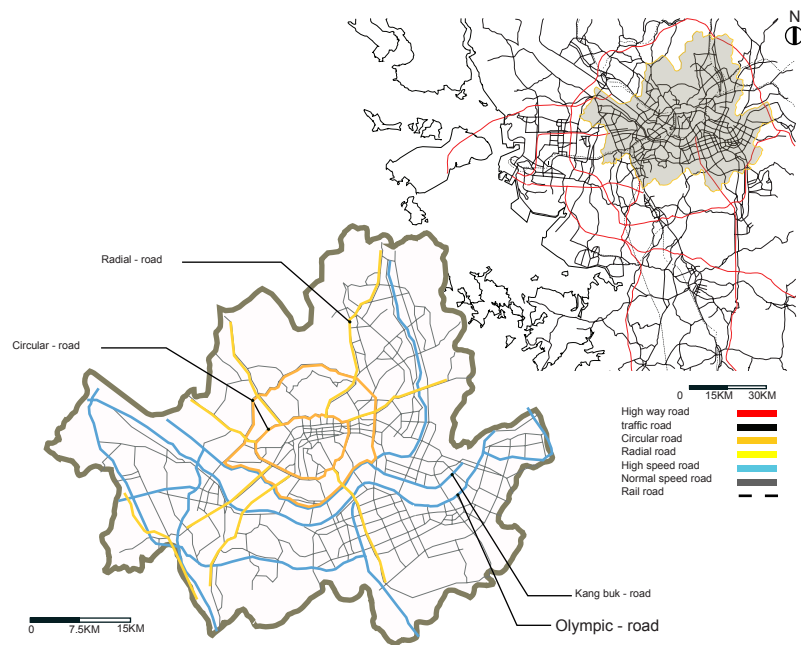 N
Radial - road
Circular - road
0 15KM 30KM
High way road
traffic road
Circular road
Radial road
High speed road
Normal speed road
Rail road
Kang buk - road
Olympic - road
0 7.5KM 15KM